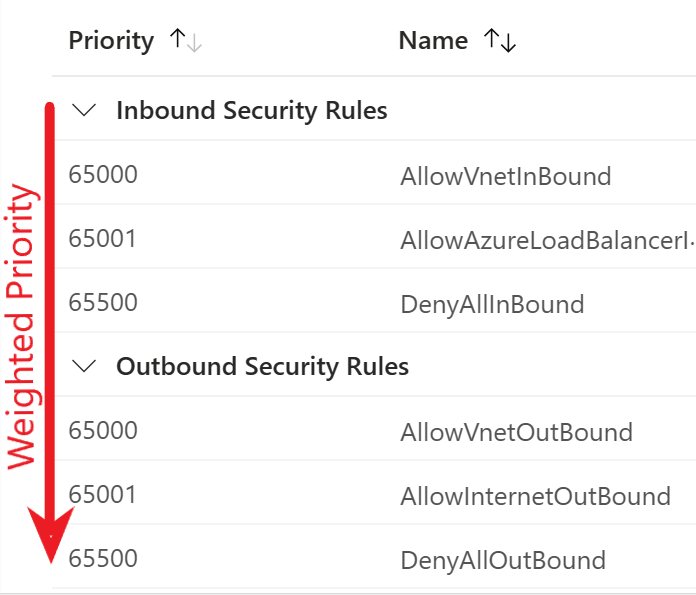 Priority Name
Inbound Security Rules
65000 AllowVnetInBound
65001 AllowAzureLoadBalancerI
65500 DenyAllInBound
Outbound Security Rules
65000 AllowVnetOutBound
65001 AllowInternetOutBound
65500 DenyAllOutBound
Weighted Priority